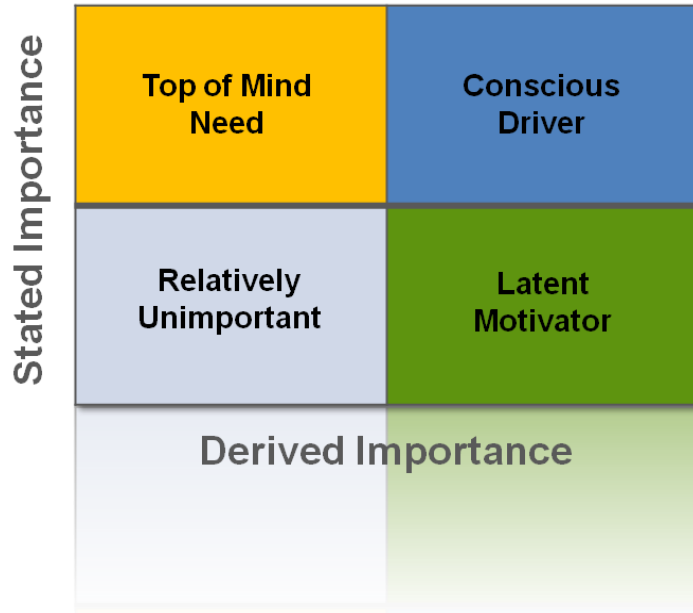 Stated Importance
Top of Mind
Need
Conscious
Driver
Relatively
Unimportant
Latent
Motivator
Derived Importance